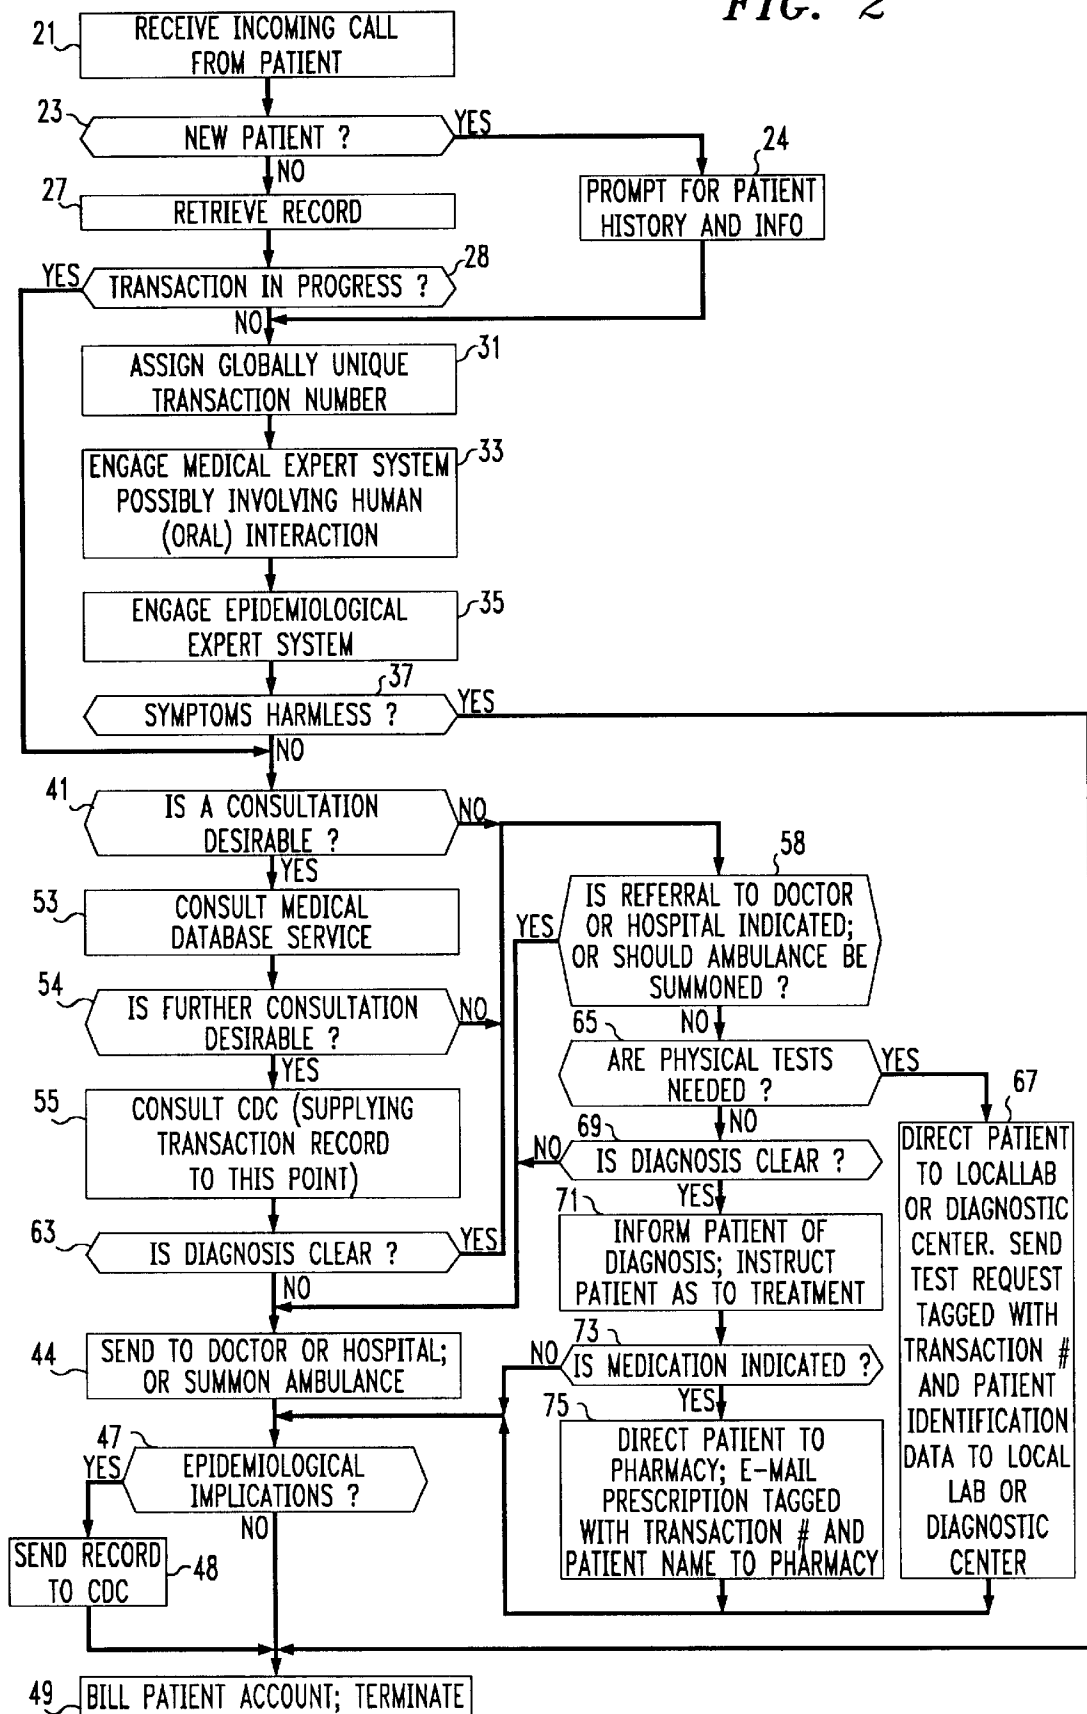 FIG. 2
21
RECEIVE INCOMING CALL
FROM PATIENT
23
NEW PATIENT ?
YES
NO
24
PROMPT FOR PATIENT
HISTORY AND INFO
27
RETRIEVE RECORD
28
YES
TRANSACTION IN PROGRESS ?
NO
31
ASSIGN GLOBALLY UNIQUE
TRANSACTION NUMBER
33
ENGAGE MEDICAL EXPERT SYSTEM
POSSIBLY INVOLVING HUMAN
(ORAL) INTERACTION
35
ENGAGE EPIDEMIOLOGICAL
EXPERT SYSTEM
37
SYMPTOMS HARMLESS ?
YES
NO
41
IS A CONSULTATION
DESIRABLE ?
NO
YES
53
CONSULT MEDICAL
DATABASE SERVICE
54
IS FURTHER CONSULTATION
DESIRABLE ?
NO
YES
55
CONSULT CDC (SUPPLYING
TRANSACTION RECORD
TO THIS POINT)
63
IS DIAGNOSIS CLEAR ?
YES
NO
44
SEND TO DOCTOR OR HOSPITAL;
OR SUMMON AMBULANCE
47
YES
EPIDEMIOLOGICAL
IMPLICATIONS ?
NO
SEND RECORD
TO CDC
48
49
BILL PATIENT ACCOUNT; TERMINATE
58
IS REFERRAL TO DOCTOR
OR HOSPITAL INDICATED;
OR SHOULD AMBULANCE BE
SUMMONED ?
YES
NO
65
ARE PHYSICAL TESTS
NEEDED ?
YES
NO
67
DIRECT PATIENT
TO LOCALLAB
OR DIAGNOSTIC
CENTER. SEND
TEST REQUEST
TAGGED WITH
TRANSACTION #
AND PATIENT
IDENTIFICATION
DATA TO LOCAL
LAB OR
DIAGNOSTIC
CENTER
69
NO
IS DIAGNOSIS CLEAR ?
YES
71
INFORM PATIENT OF
DIAGNOSIS; INSTRUCT
PATIENT AS TO TREATMENT
73
NO
IS MEDICATION INDICATED ?
YES
75
DIRECT PATIENT TO
PHARMACY; E-MAIL
PRESCRIPTION TAGGED
WITH TRANSACTION # AND
PATIENT NAME TO PHARMACY